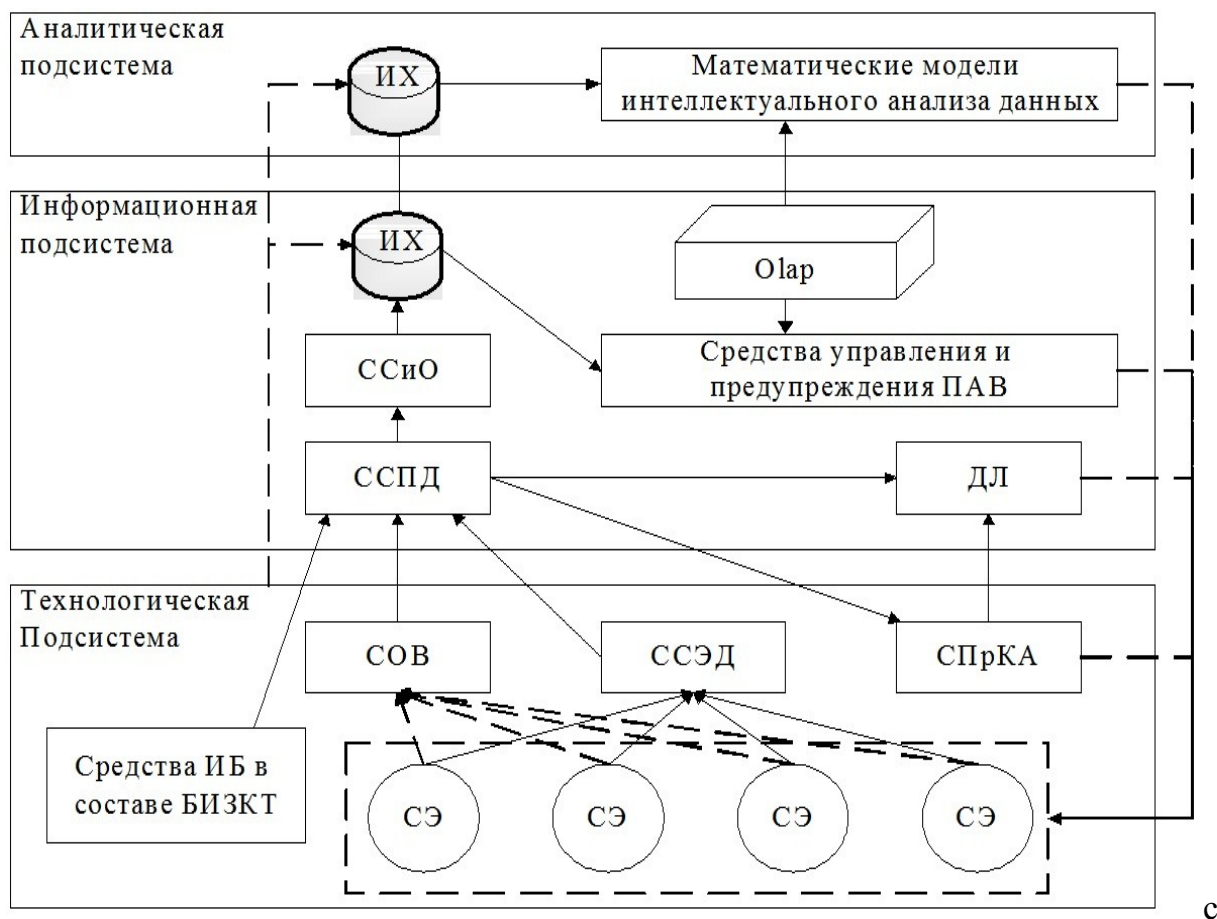 Аналитическая
подсистема
ИХ
Математические модели
интеллектуального анализа данных
Информационная
подсистема
ИХ
Olap
ССиО
Средства управления и
предупреждения ПАВ
ССПД
ДЛ
Технологическая
Подсистема
СОВ
ССЭД
СПрКА
Средства ИБ в
составе БИЗКТ
СЭ
СЭ
СЭ
СЭ
с